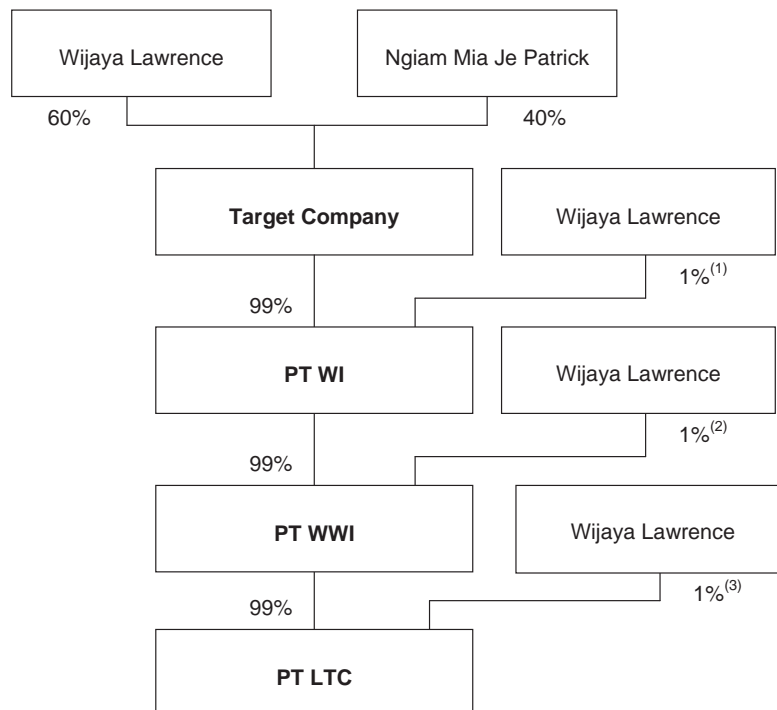 Wijaya Lawrence
Ngiam Mia Je Patrick
60%
40%
Target Company
Wijaya Lawrence
99%
1%(1)
PT WI
Wijaya Lawrence
99%
1%(2)
PT WWI
Wijaya Lawrence
99%
1%(3)
PT LTC